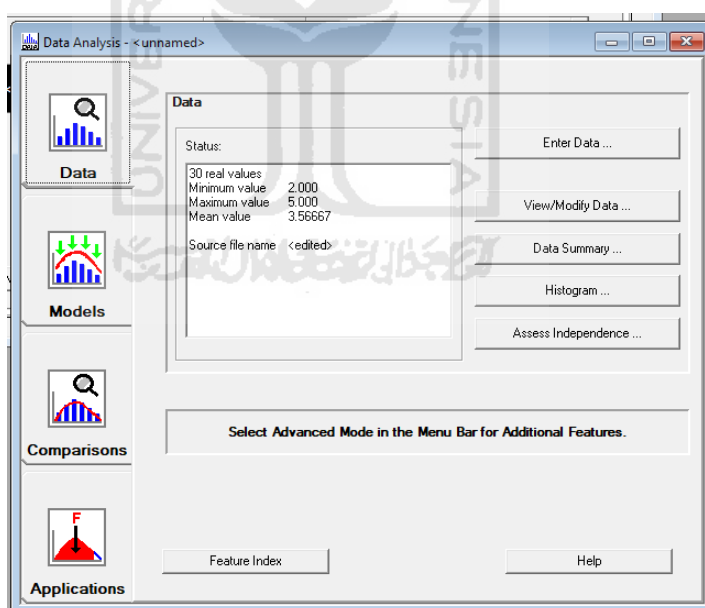 Data Analysis - <unnamed>
Data
Models
Comparisons
F
Applications
Data
Status:
30 real values
Minimum value 2.000
Maximum value 5.000
Mean value 3.56667
Source file name <edited>
Enter Data ...
View/Modify Data ...
Data Summary ...
Histogram ...
Assess Independence ...
Select Advanced Mode in the Menu Bar for Additional Features.
Feature Index
Help